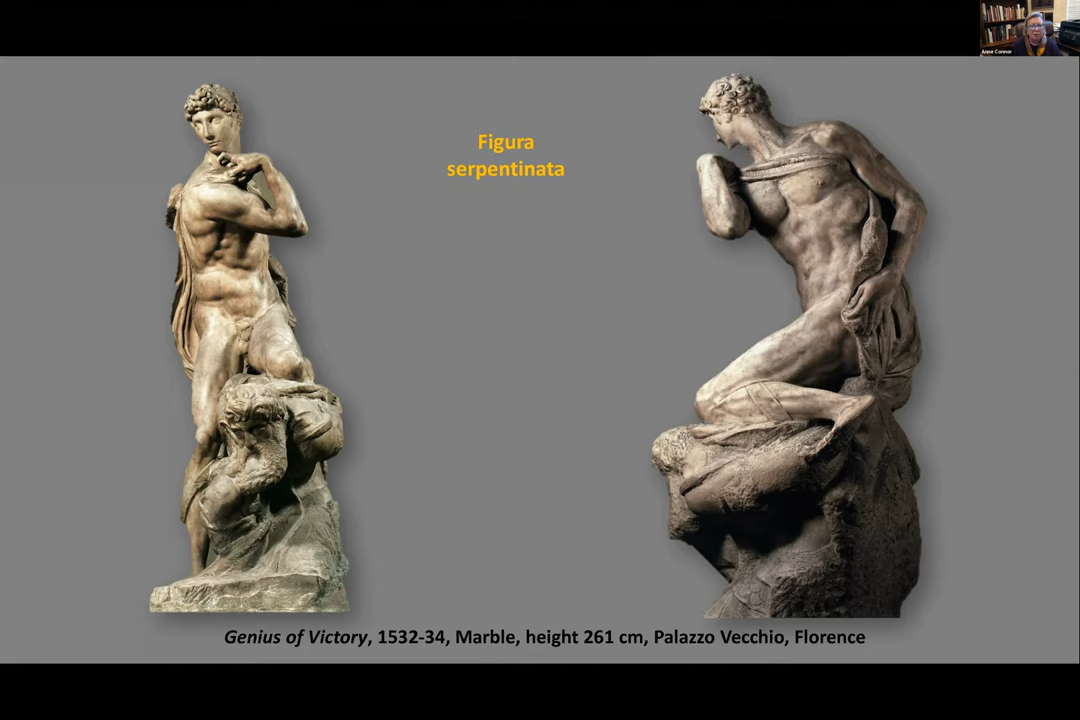 Anne Connor
Figura
serpentinata
Genius of Victory, 1532-34, Marble, height 261 cm, Palazzo Vecchio, Florence